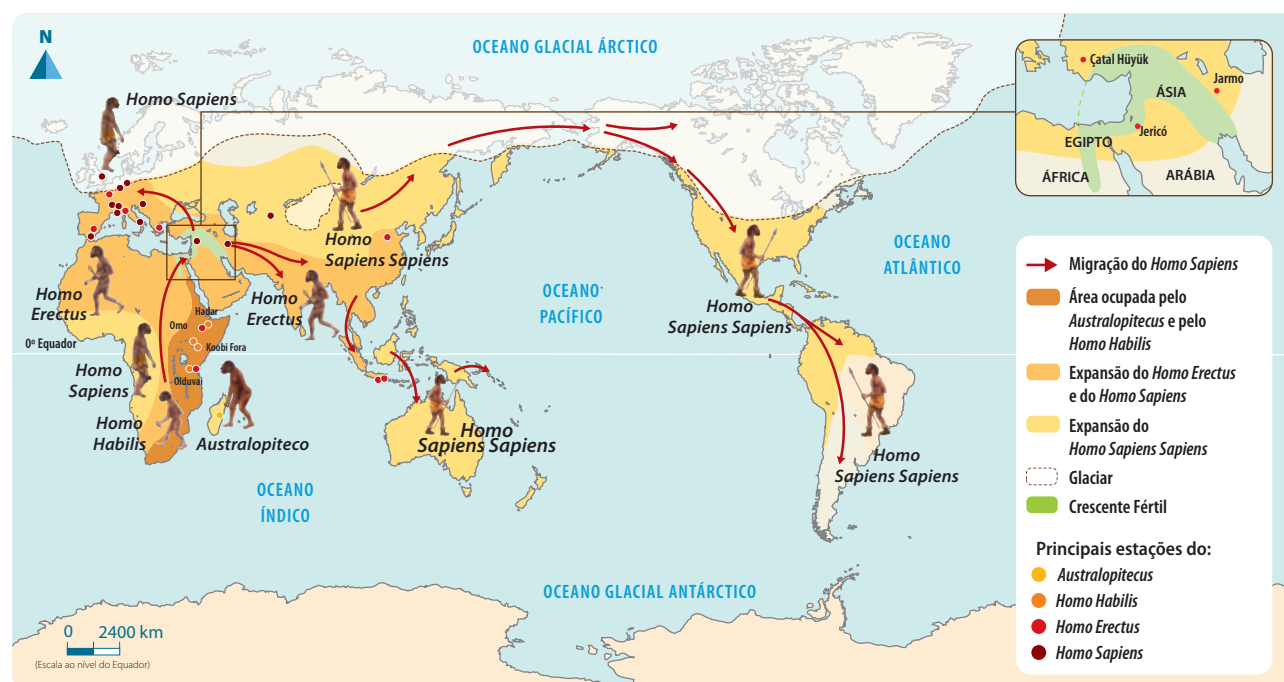 N
OCEANO GLACIAL ÁRCTICO
Homo Sapiens
Homo
Sapiens Sapiens
Homo
Erectus
Homo
Erectus
Hadar
Omo
Koobi Fora
0º Equador
Olduvai
Homo
Sapiens
Homo
Habilis
Australopiteco
OCEANO
PACÍFICO
Homo
Sapiens Sapiens
OCEANO
ATLÂNTICO
Homo
Sapiens Sapiens
Homo
Sapiens Sapiens
OCEANO
ÍNDICO
OCEANO GLACIAL ANTÁRCTICO
0 2400 km
(Escala ao nível do Equador)
Çatal Hüyük
Jarmo
ÁSIA
Jericó
EGIPTO
ÁFRICA
ARÁBIA
Migração do Homo Sapiens
Área ocupada pelo
Australopitecus e pelo
Homo Habilis
Expansão do Homo Erectus
e do Homo Sapiens
Expansão do
Homo Sapiens Sapiens
Glaciar
Crescente Fértil
Principais estações do:
Australopitecus
Homo Habilis
Homo Erectus
Homo Sapiens